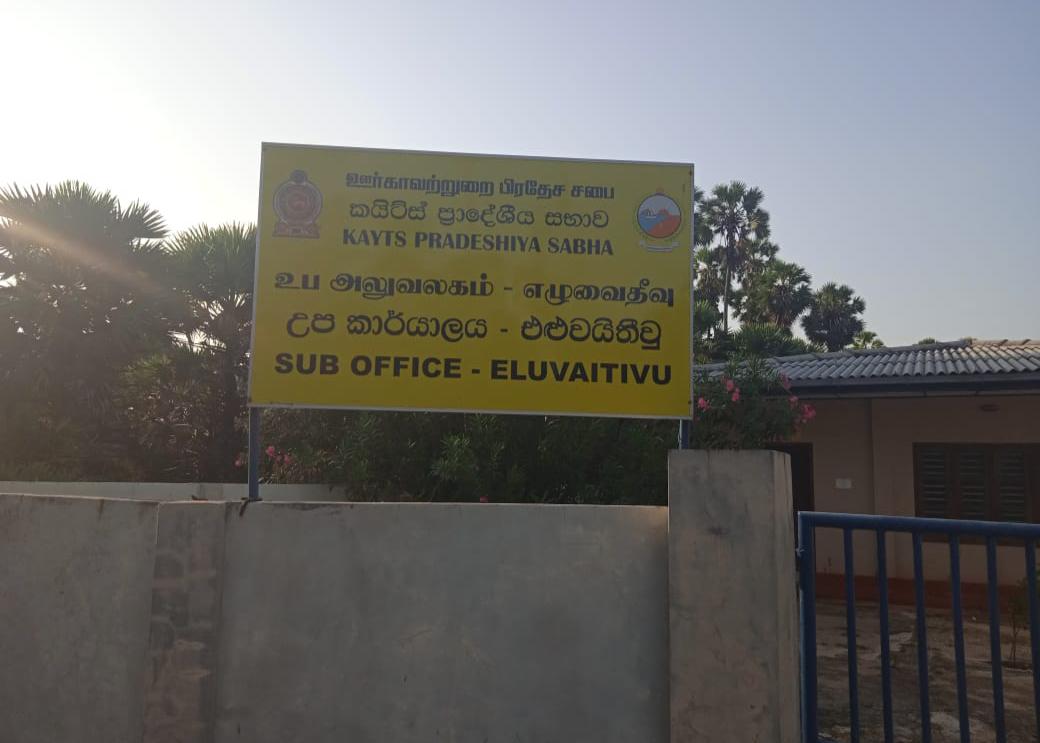 ஊர்காவற்றுறை பிரதேச சபை
කයිට්ස් ප්‍රාදේශීය සභාව
KAYTS PRADESHIYA SABHA
உப அலுவலகம் - எழுவைதீவு
උප කාර්යාලය - එළුවයිතිව්
SUB OFFICE - ELUVAITIVU